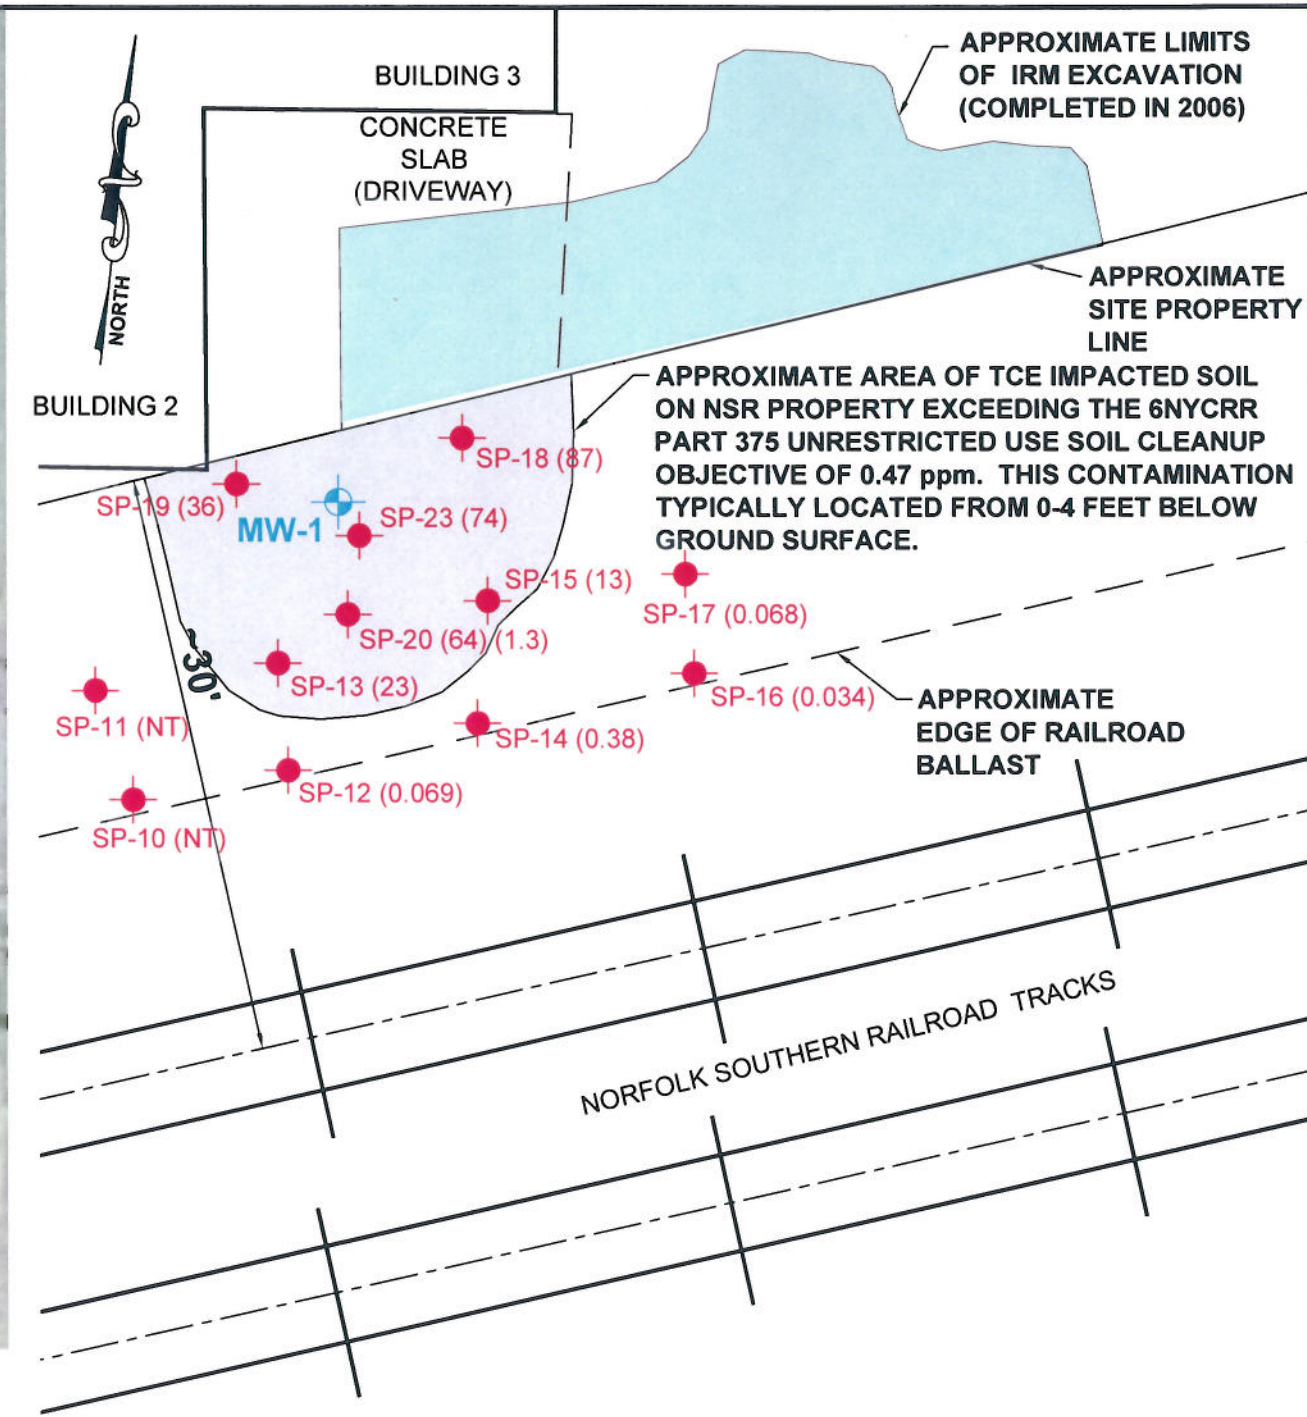 BUILDING 3
APPROXIMATE LIMITS
OF IRM EXCAVATION
(COMPLETED IN 2006)
CONCRETE
SLAB
(DRIVEWAY)
NORTH
APPROXIMATE
SITE PROPERTY
LINE
BUILDING 2
APPROXIMATE AREA OF TCE IMPACTED SOIL
ON NSR PROPERTY EXCEEDING THE 6NYCRR
PART 375 UNRESTRICTED USE SOIL CLEANUP
OBJECTIVE OF 0.47 ppm. THIS CONTAMINATION
TYPICALLY LOCATED FROM 0-4 FEET BELOW
GROUND SURFACE.
SP-18 (87)
SP-19 (36)
MW-1
SP-23 (74)
SP-15 (13)
SP-17 (0.068)
SP-20 (64) (1.3)
~30'
SP-13 (23)
SP-16 (0.034)
APPROXIMATE
EDGE OF RAILROAD
BALLAST
SP-11 (NT)
SP-14 (0.38)
SP-12 (0.069)
SP-10 (NT)
NORFOLK SOUTHERN RAILROAD TRACKS